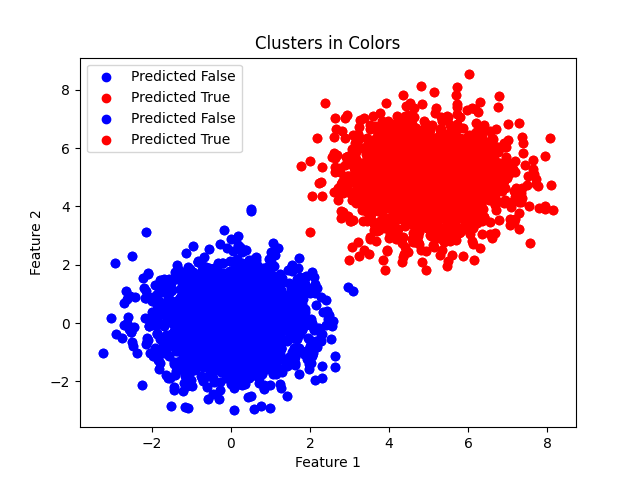 Clusters in Colors
Predicted False
Predicted True
Predicted False
Predicted True
8
6
4
2
0
−2
Feature 2
−2 0 2 4 6 8
Feature 1